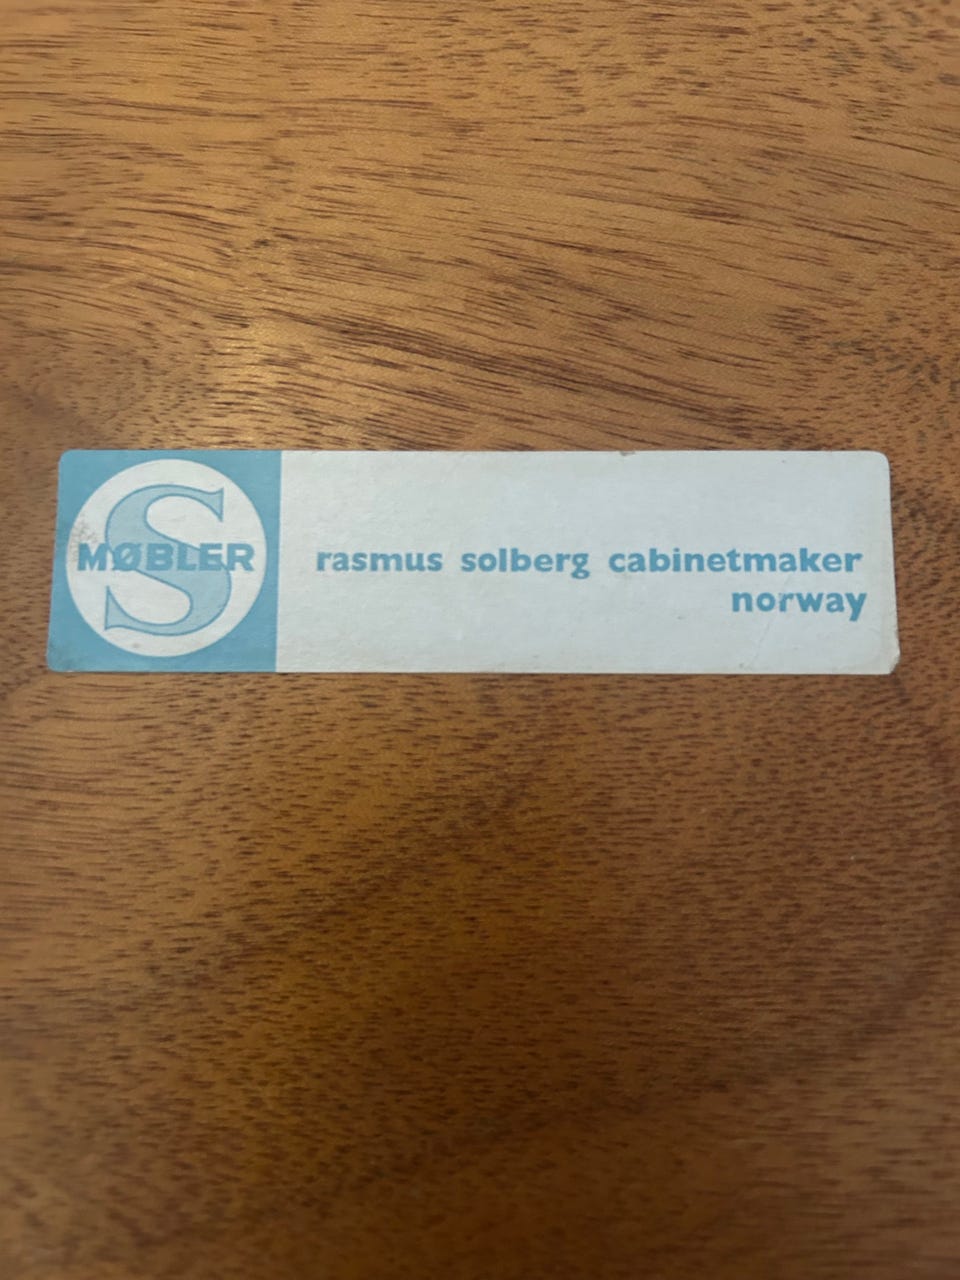 S
MØBLER
rasmus solberg cabinetmaker
norway